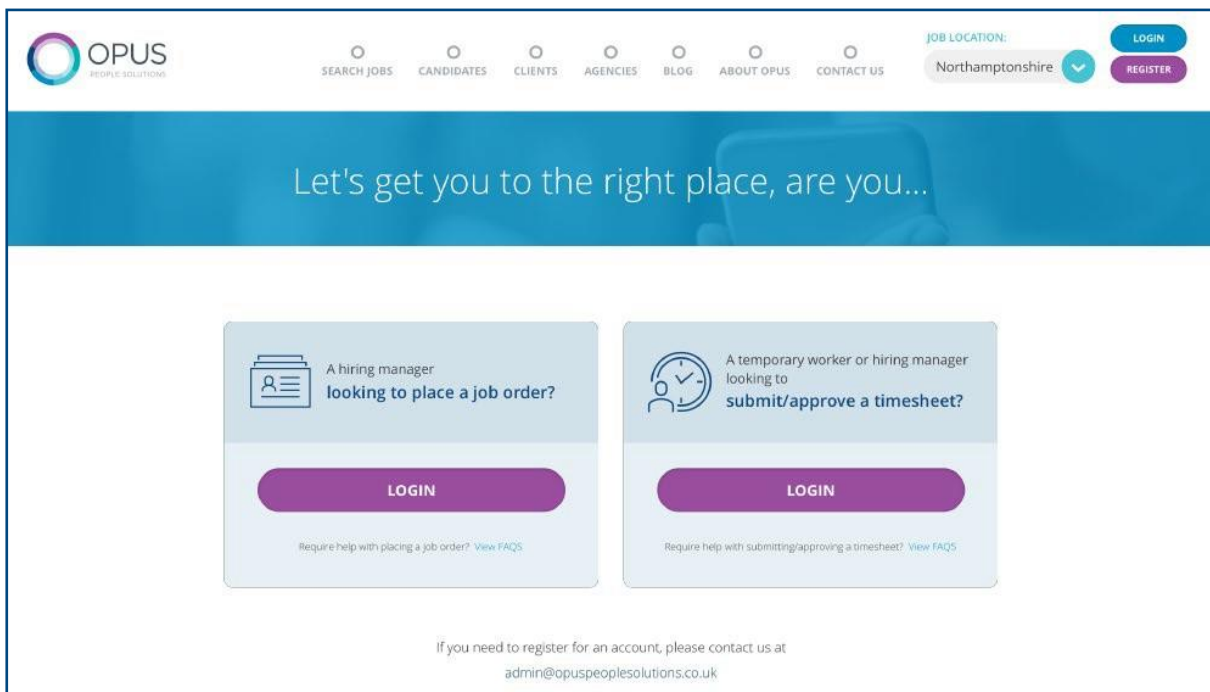 OPUS
PEOPLE SOLUTIONS
SEARCH JOBS
CANDIDATES
CLIENTS
AGENCIES
BLOG
ABOUT OPUS
CONTACT US
JOB LOCATION:
Northamptonshire
LOGIN
REGISTER
Let's get you to the right place, are you...
A hiring manager
looking to place a job order?
LOGIN
Require help with placing a job order? View FAQS
A temporary worker or hiring manager
looking to
submit/approve a timesheet?
LOGIN
Require help with submitting/approving a timesheet? View FAQS
If you need to register for an account, please contact us at
admin@opuspeoplesolutions.co.uk